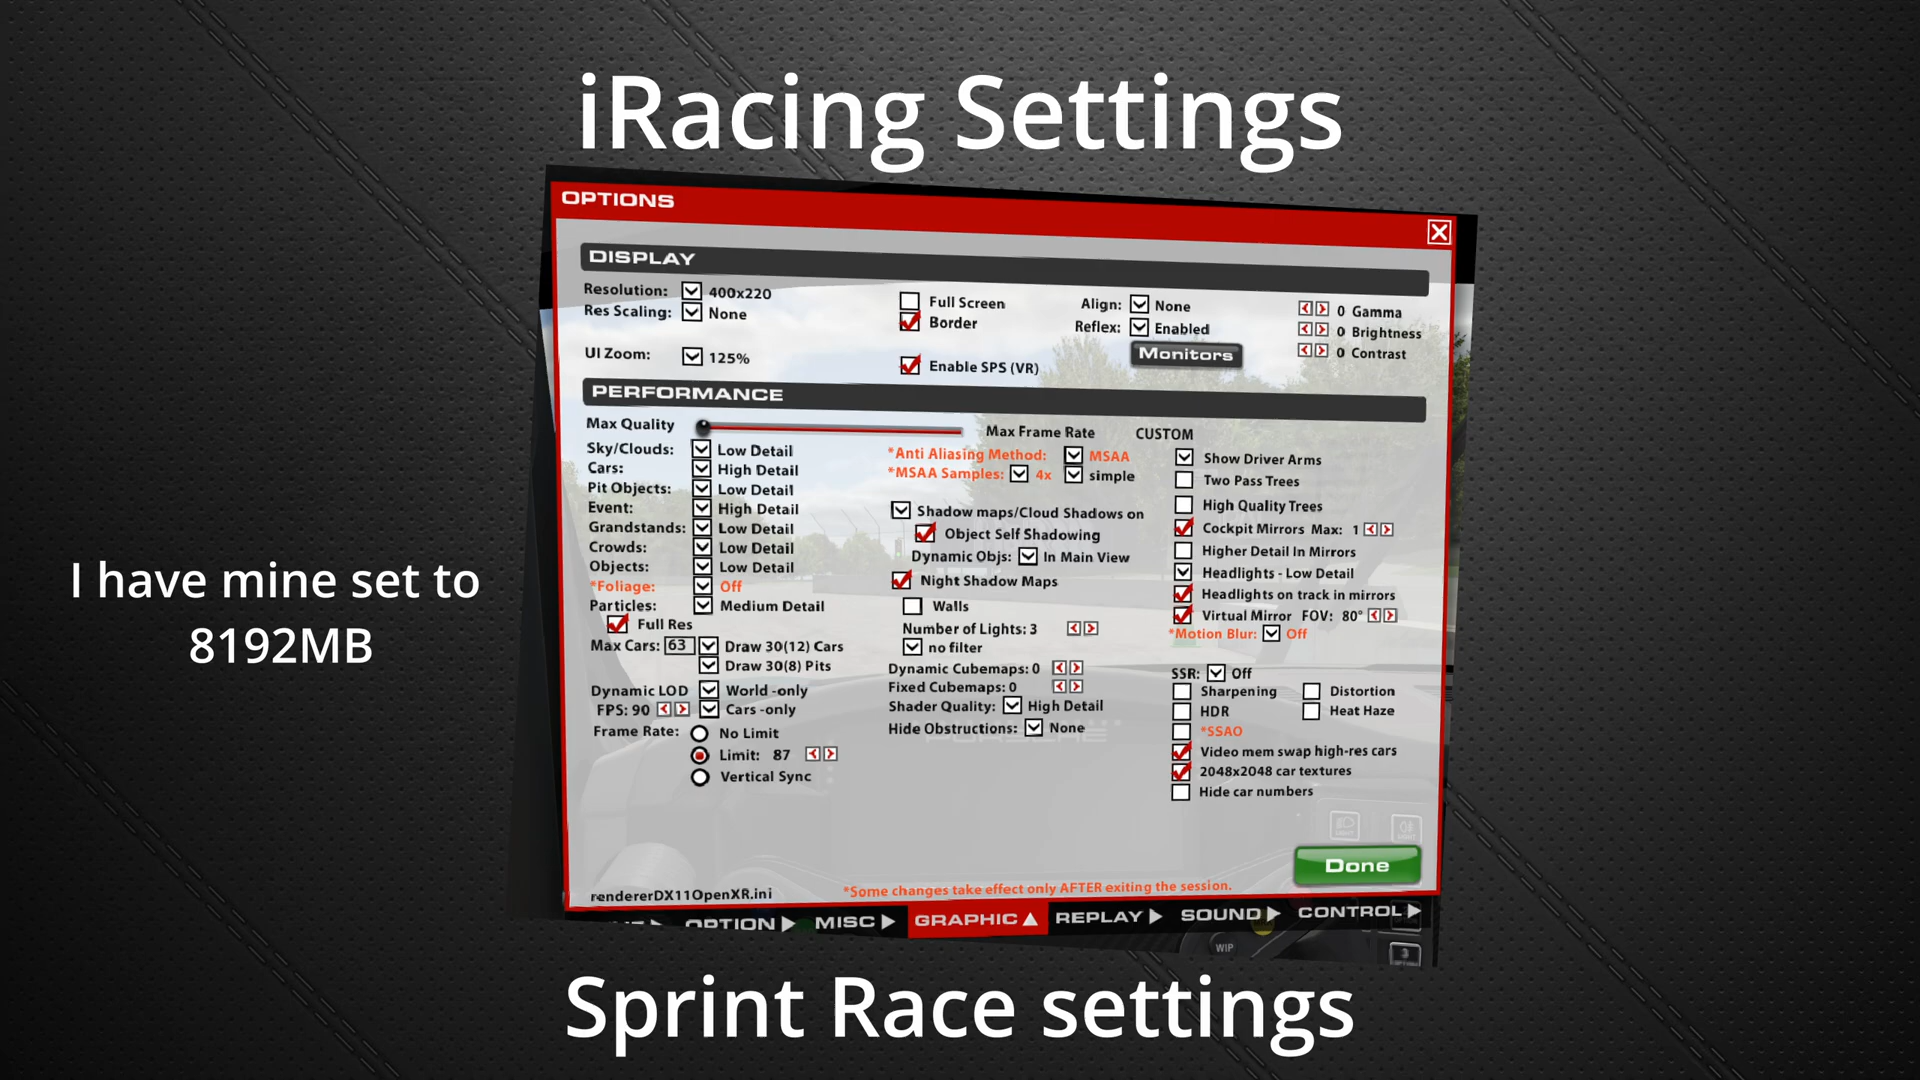 iRacing Settings
OPTIONS
DISPLAY
Resolution: 400x220
Res Scaling: None
UI Zoom: 125%
Full Screen
Border
Enable SPS (VR)
Align: None
Reflex: Enabled
Monitors
0 Gamma
0 Brightness
0 Contrast
PERFORMANCE
Max Quality
Max Frame Rate
CUSTOM
Sky/Clouds: Low Detail
Cars: High Detail
Pit Objects: Low Detail
Event: High Detail
Grandstands: Low Detail
Crowds: Low Detail
Objects: Low Detail
*Foliage: Off
Particles: Medium Detail
Full Res
Max Cars: 63 Draw 30(12) Cars
Draw 30(8) Pits
Dynamic LOD World -only
FPS: 90 Cars -only
Frame Rate: No Limit
Limit: 87
Vertical Sync
*Anti Aliasing Method: MSAA
*MSAA Samples: 4x simple
Shadow maps/Cloud Shadows on
Object Self Shadowing
Dynamic Objs: In Main View
Night Shadow Maps
Walls
Number of Lights: 3
no filter
Dynamic Cubemaps: 0
Fixed Cubemaps: 0
Shader Quality: High Detail
Hide Obstructions: None
Show Driver Arms
Two Pass Trees
High Quality Trees
Cockpit Mirrors Max: 1
Higher Detail In Mirrors
Headlights - Low Detail
Headlights on track in mirrors
Virtual Mirror FOV: 80°
*Motion Blur: Off
SSR: Off
Sharpening Distortion
HDR Heat Haze
*SSAO
Video mem swap high-res cars
2048x2048 car textures
Hide car numbers
Done
rendererDX11OpenXR.ini
*Some changes take effect only AFTER exiting the session.
OPTION MISC GRAPHIC REPLAY SOUND CONTROL
WIP
I have mine set to
8192MB
Sprint Race settings